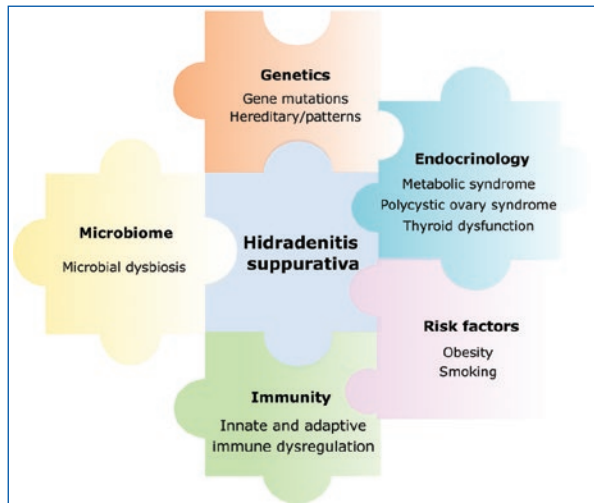 Genetics
Gene mutations
Hereditary/patterns
Endocrinology
Metabolic syndrome
Polycystic ovary syndrome
Thyroid dysfunction
Microbiome
Microbial dysbiosis
Hidradenitis
suppurativa
Risk factors
Obesity
Smoking
Immunity
Innate and adaptive
immune dysregulation